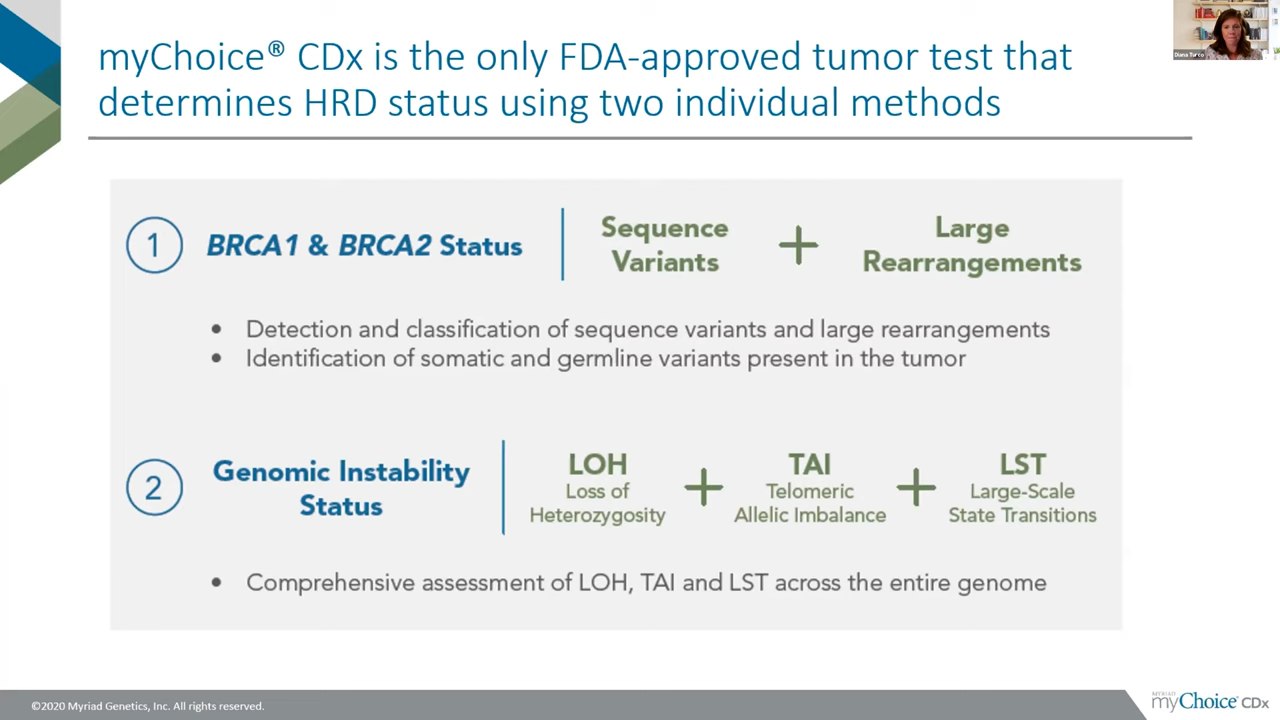 myChoice® CDx is the only FDA-approved tumor test that
determines HRD status using two individual methods
Diana Turco
1
BRCA1 & BRCA2 Status
Sequence
Variants
+
Large
Rearrangements
• Detection and classification of sequence variants and large rearrangements
• Identification of somatic and germline variants present in the tumor
2
Genomic Instability
Status
LOH
Loss of
Heterozygosity
+
TAI
Telomeric
Allelic Imbalance
+
LST
Large-Scale
State Transitions
• Comprehensive assessment of LOH, TAI and LST across the entire genome
©2020 Myriad Genetics, Inc. All rights reserved.
MYRIAD
myChoice® CDx